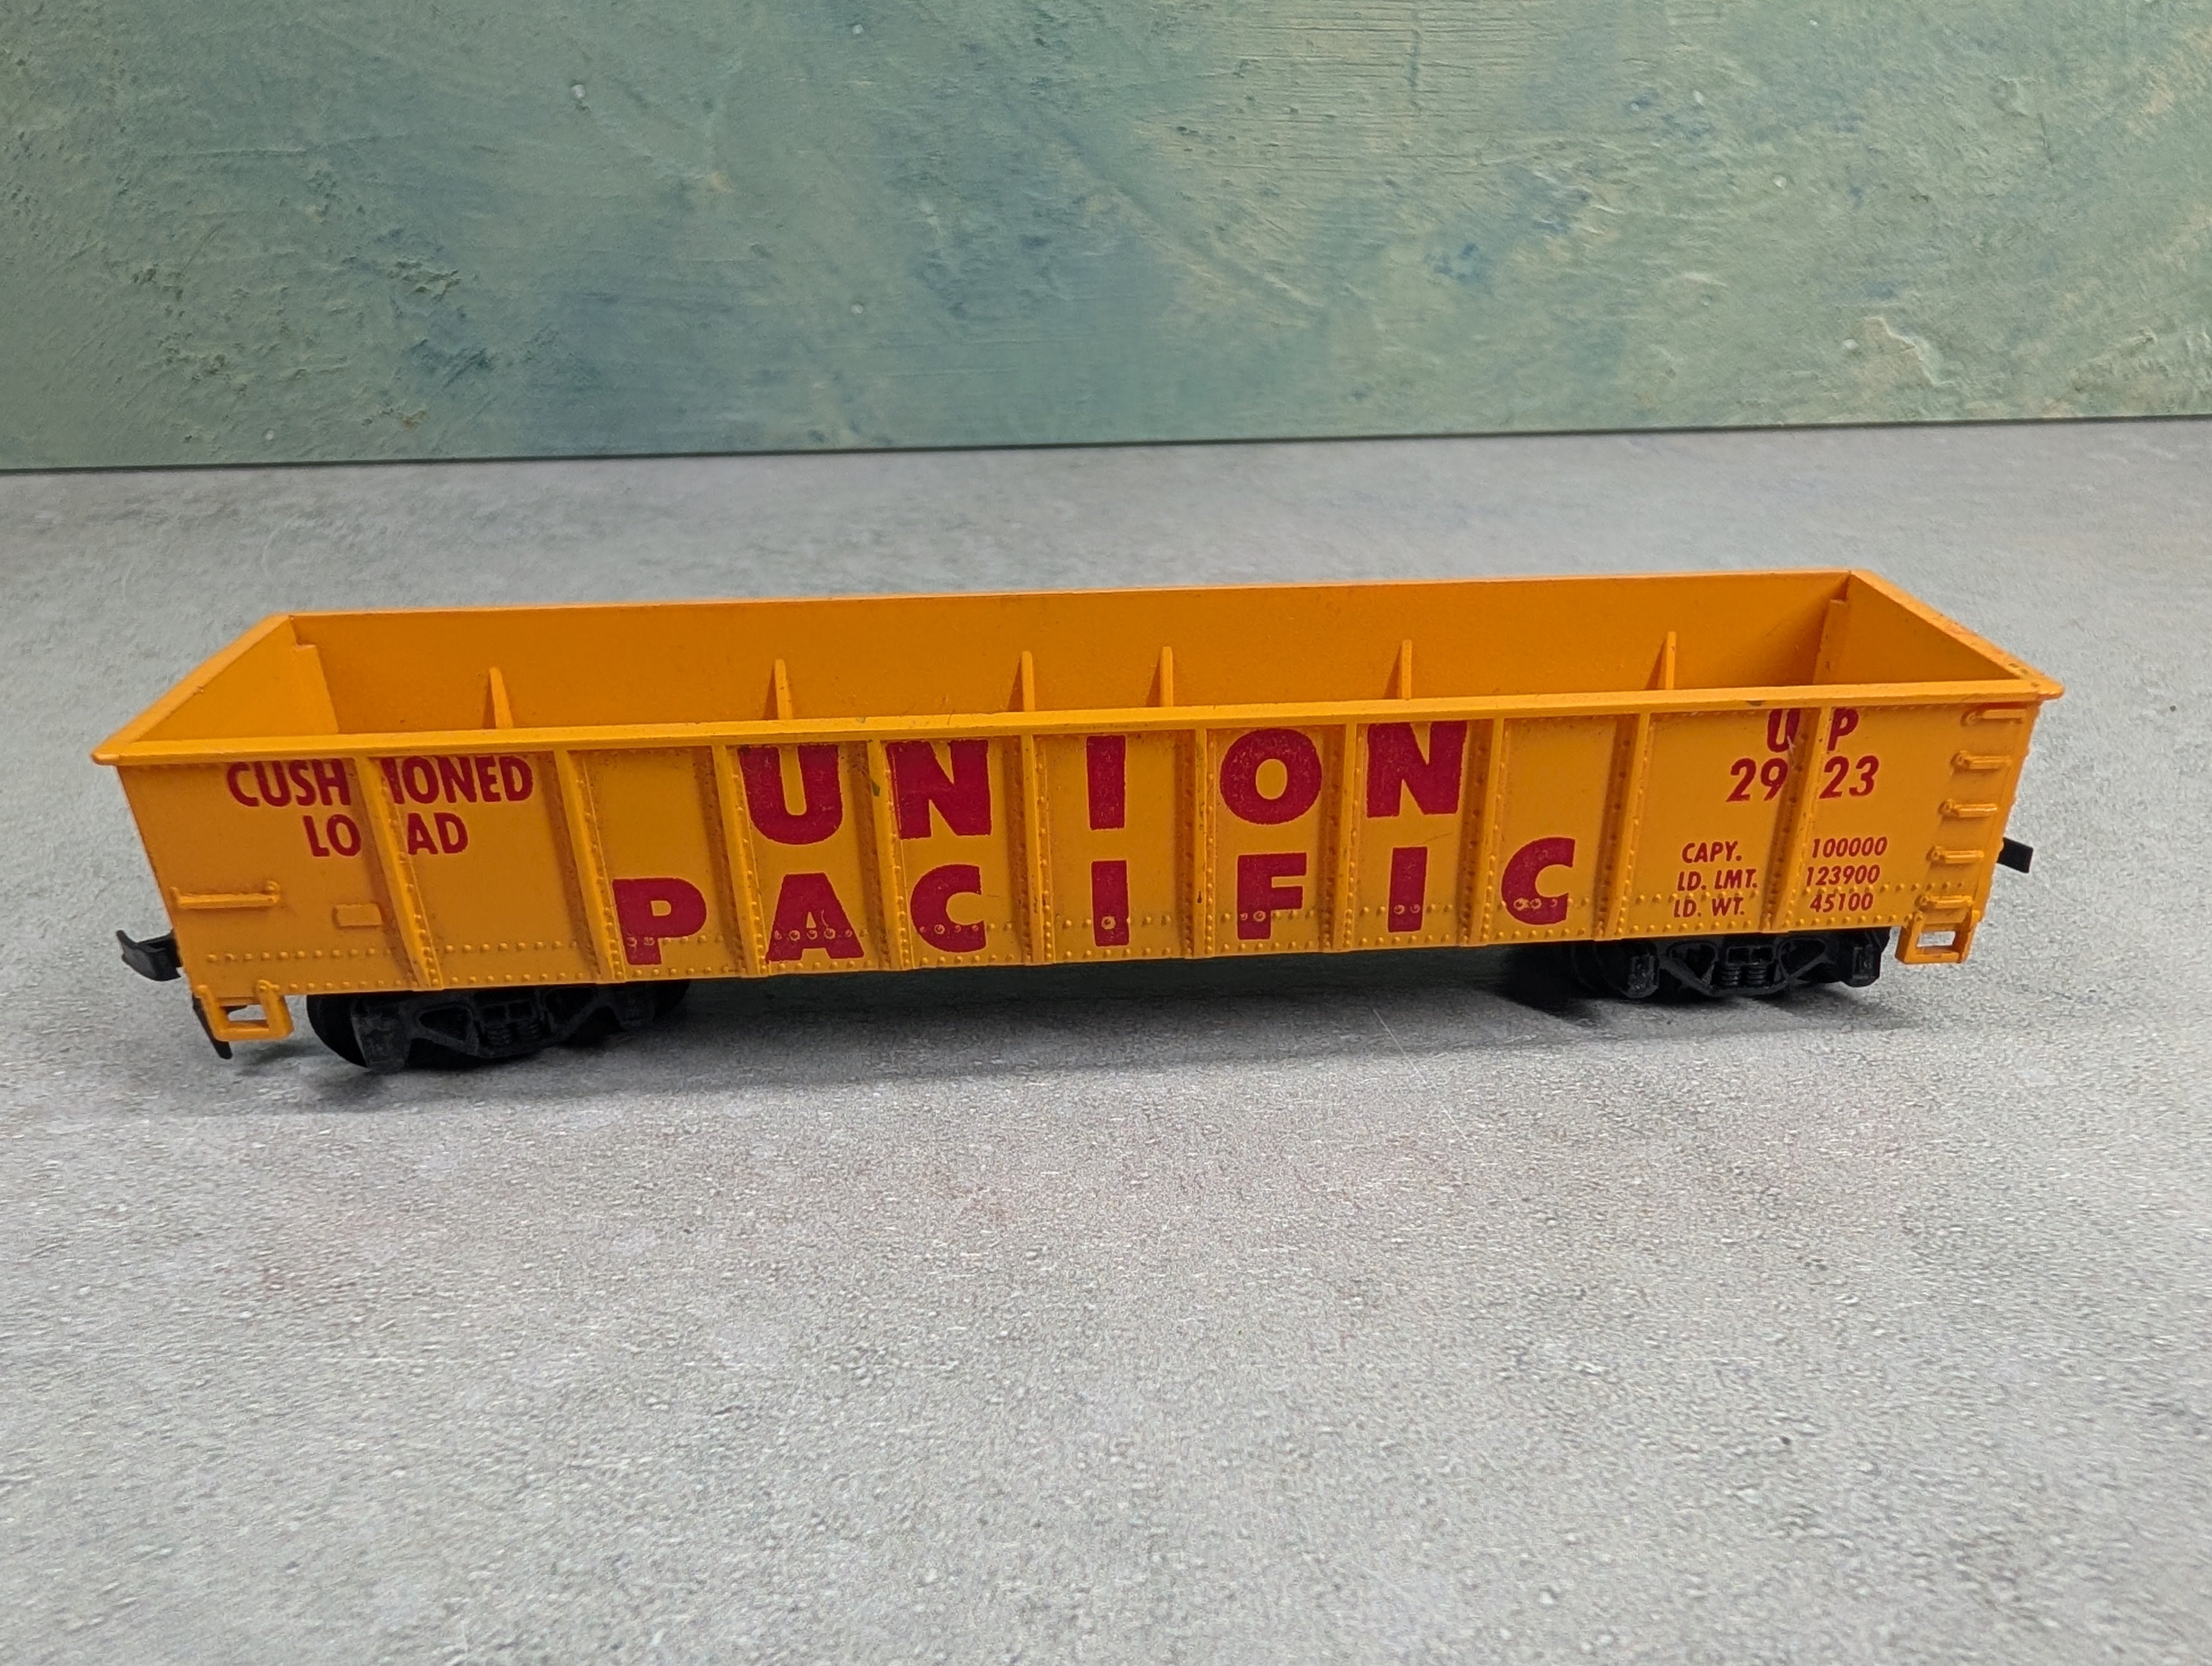 CUSHIONED
LOAD
UNION
PACIFIC
UP
2923
CAPY. 100000
LD. LMT. 123900
LD. WT. 45100